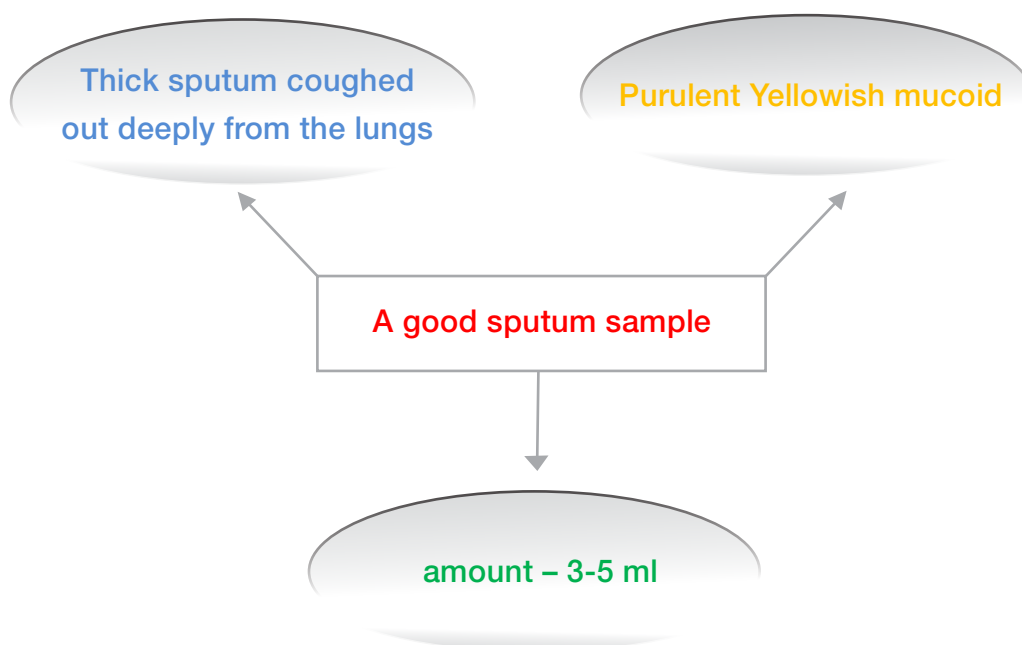 Thick sputum coughed
out deeply from the lungs
Purulent Yellowish mucoid
A good sputum sample
amount – 3-5 ml